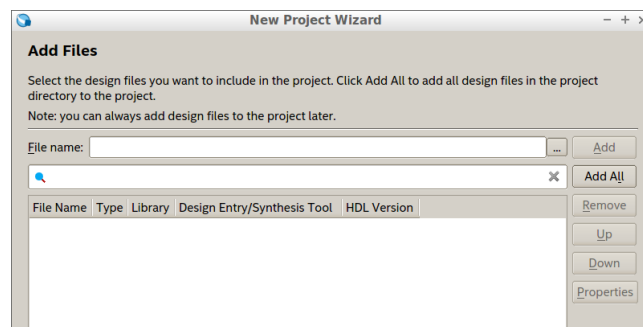 New Project Wizard
Add Files
Select the design files you want to include in the project. Click Add All to add all design files in the project
directory to the project.
Note: you can always add design files to the project later.
File name: ... Add
Add All
File Name Type Library Design Entry/Synthesis Tool HDL Version
Remove
Up
Down
Properties